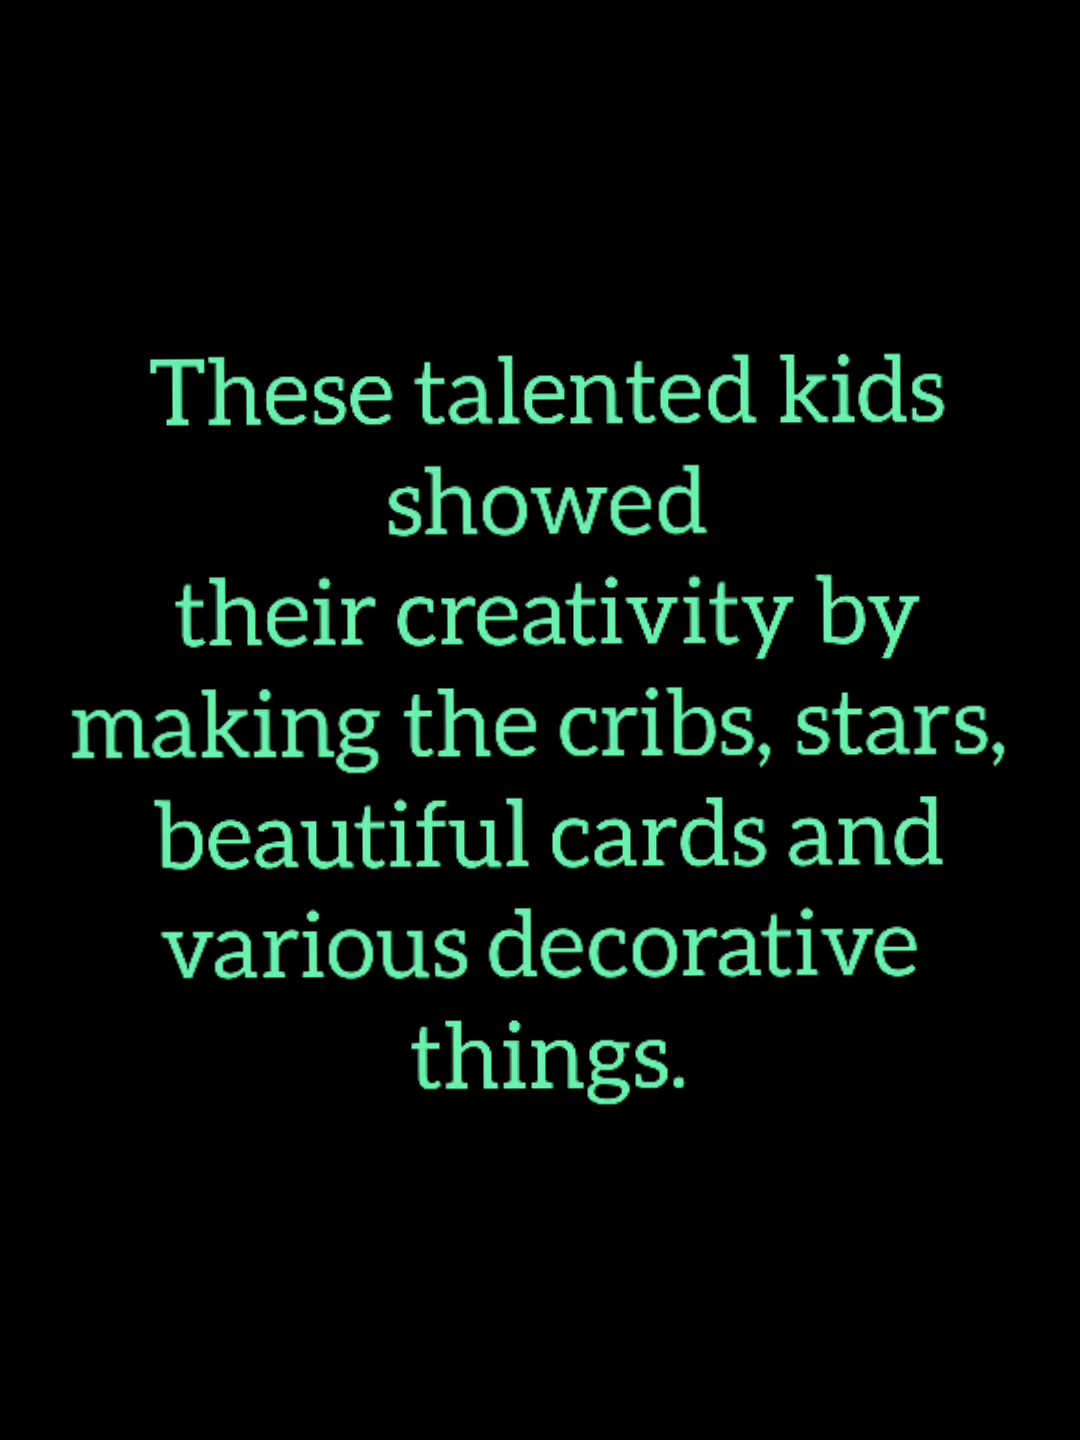 These talented kids
showed
their creativity by
making the cribs, stars,
beautiful cards and
various decorative
things.